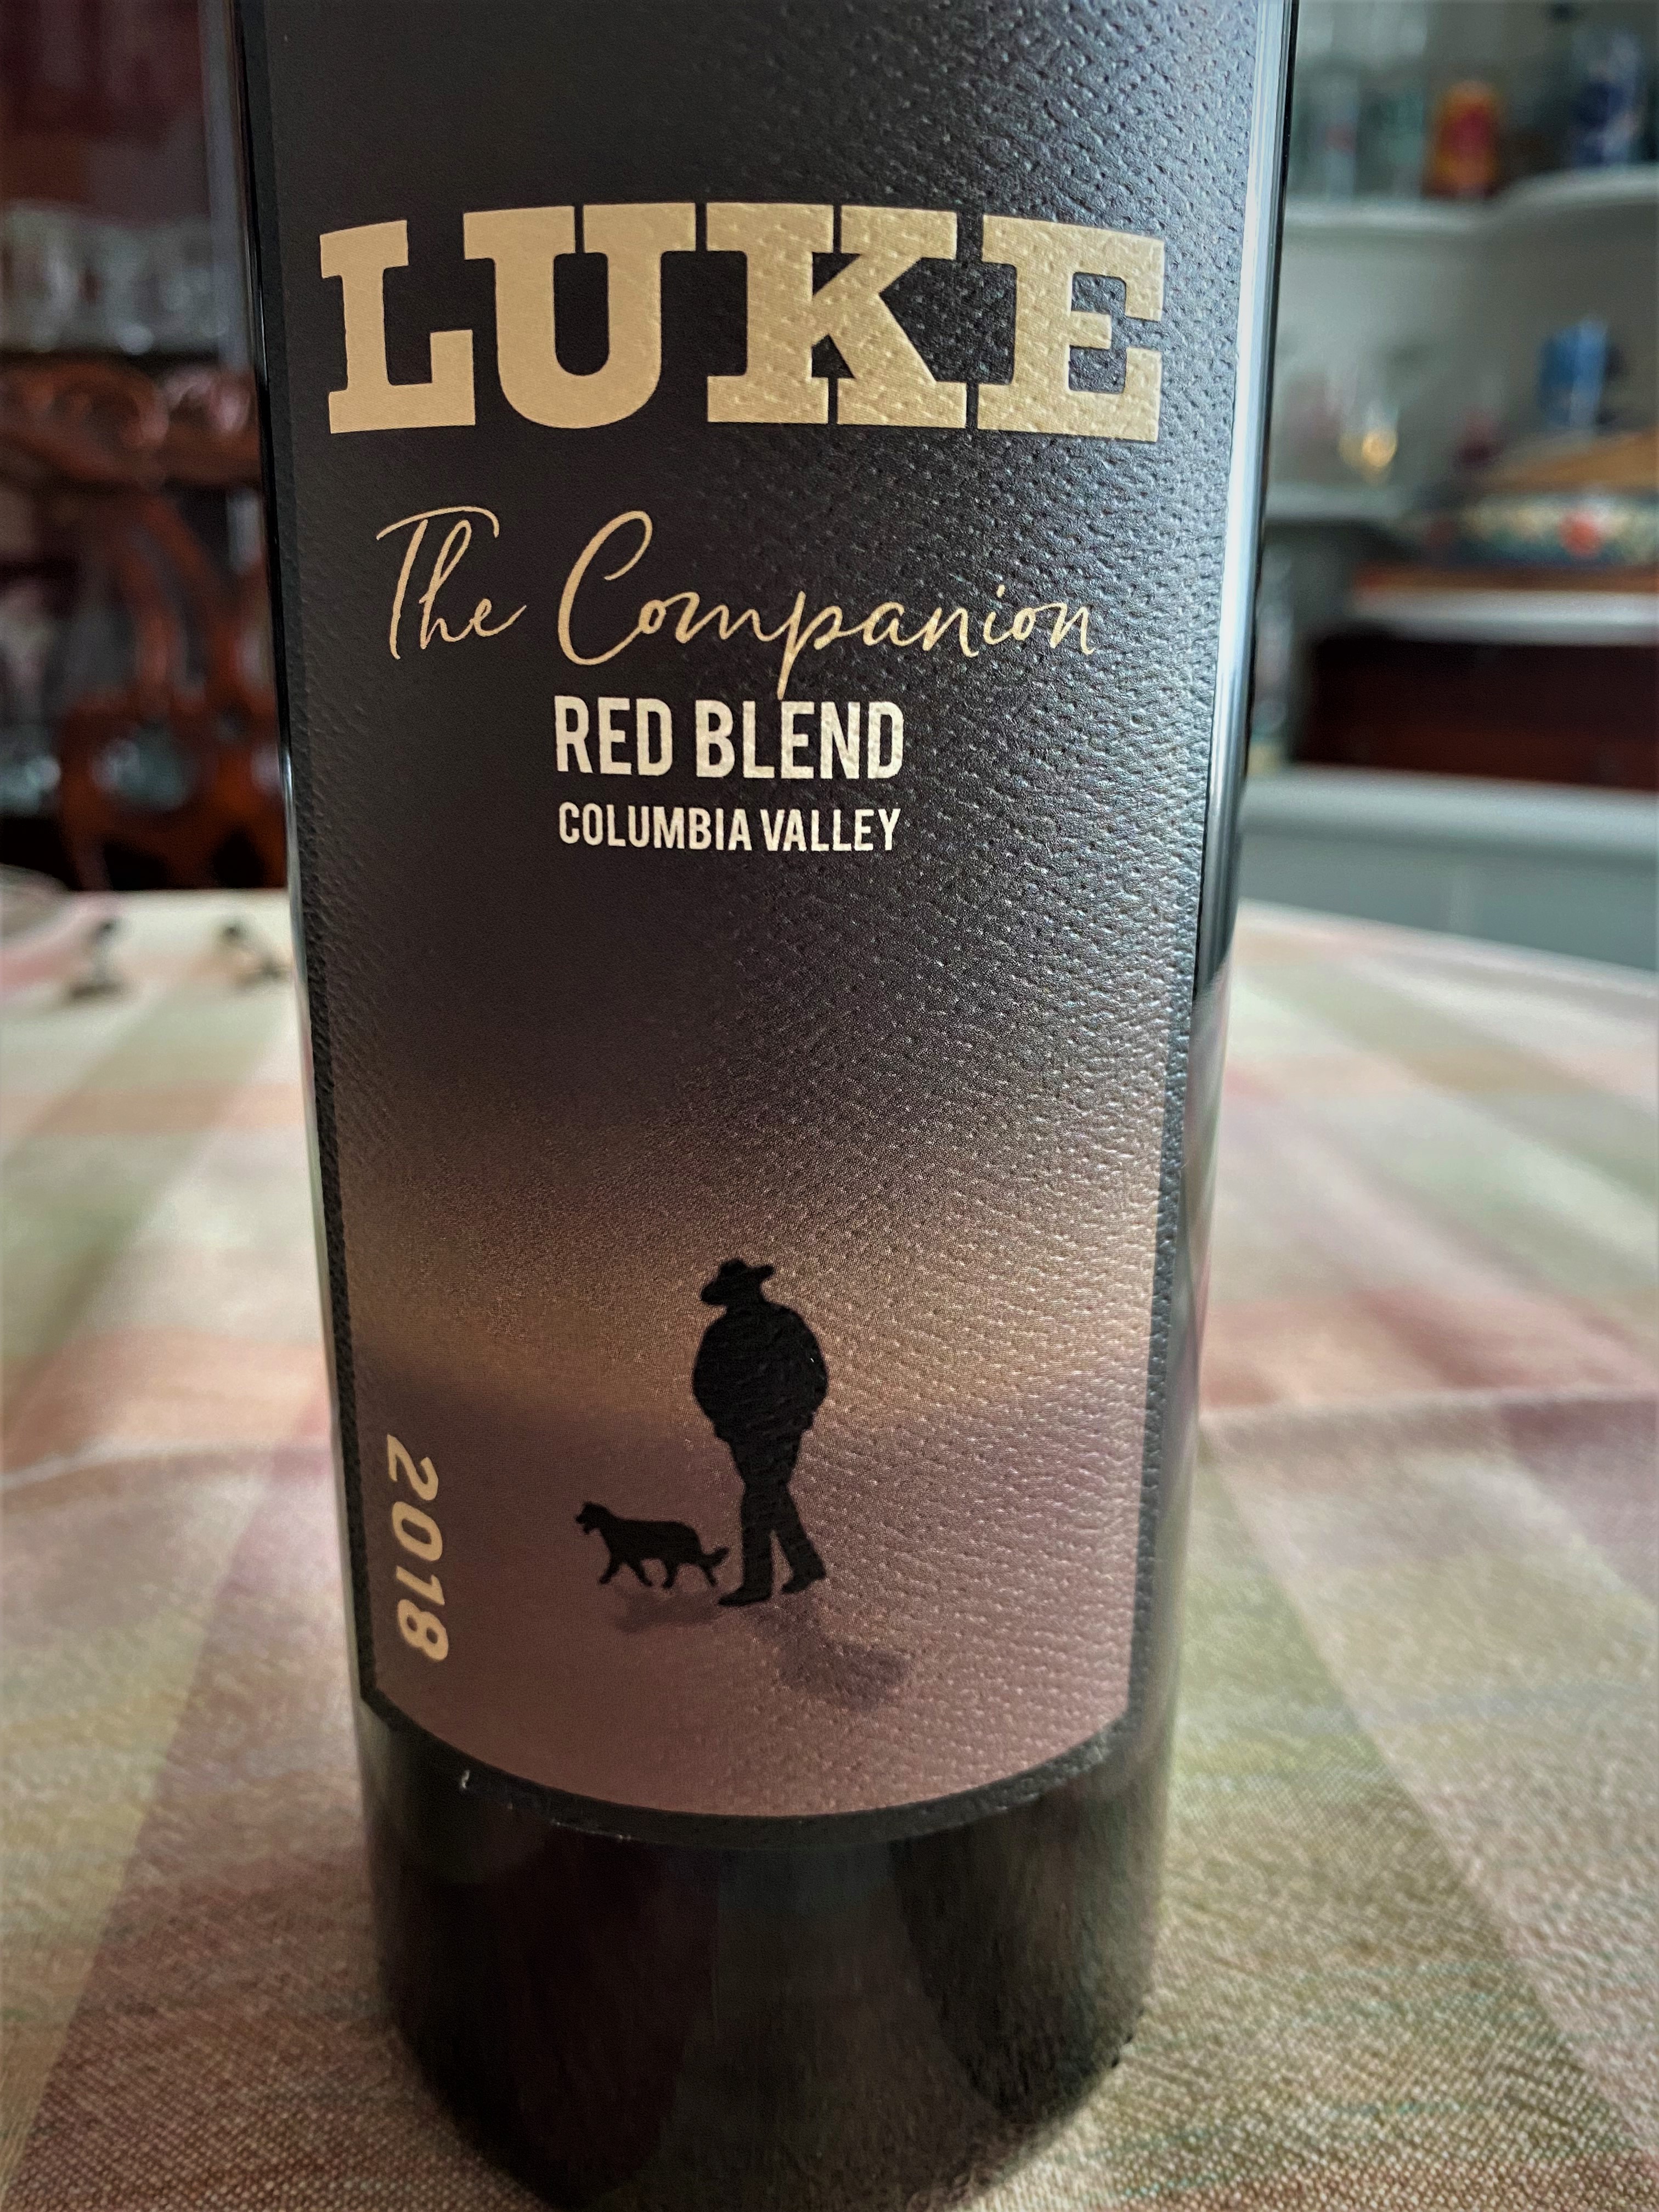 LUKE
The Companion
RED BLEND
COLUMBIA VALLEY
2018